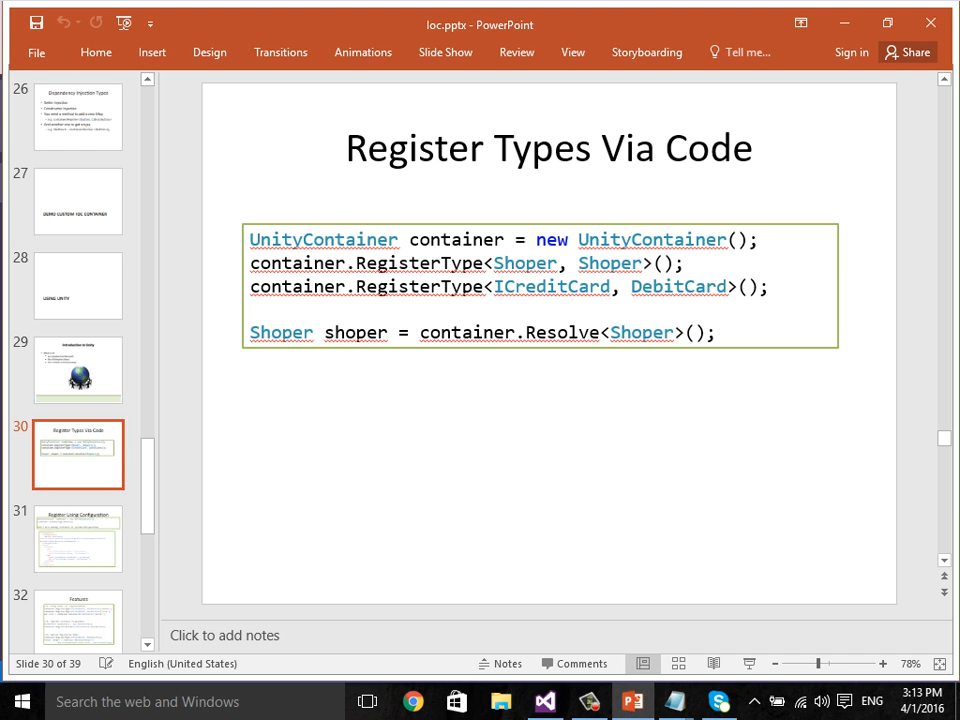 Ioc.pptx - PowerPoint
File Home Insert Design Transitions Animations Slide Show Review View Storyboarding Tell me... Sign in Share
26
Dependency Injection Types
27
DEMO CUSTOM IOC CONTAINER
28
USING UNITY
29
Introduction to Unity
30
Register Types Via Code
31
Register Using Configuration
32
Features
Register Types Via Code
UnityContainer container = new UnityContainer();
container.RegisterType<Shoper, Shoper>();
container.RegisterType<ICreditCard, DebitCard>();
Shoper shoper = container.Resolve<Shoper>();
Click to add notes
Slide 30 of 39 English (United States) Notes Comments 78%
Search the web and Windows
ENG
3:13 PM
4/1/2016